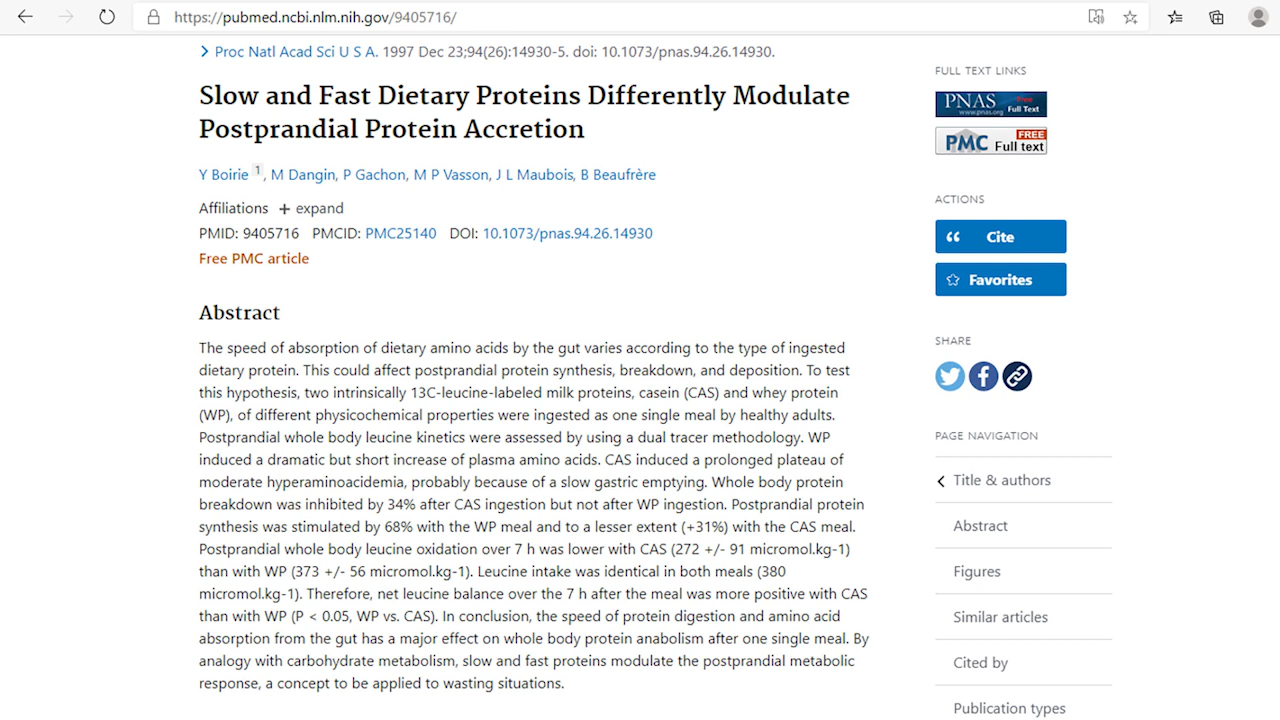 https://pubmed.ncbi.nlm.nih.gov/9405716/
Proc Natl Acad Sci U S A. 1997 Dec 23;94(26):14930-5. doi: 10.1073/pnas.94.26.14930.
Slow and Fast Dietary Proteins Differently Modulate
Postprandial Protein Accretion
Y Boirie 1, M Dangin, P Gachon, M P Vasson, J L Maubois, B Beaufrère
Affiliations + expand
PMID: 9405716 PMCID: PMC25140 DOI: 10.1073/pnas.94.26.14930
Free PMC article
Abstract
The speed of absorption of dietary amino acids by the gut varies according to the type of ingested
dietary protein. This could affect postprandial protein synthesis, breakdown, and deposition. To test
this hypothesis, two intrinsically 13C-leucine-labeled milk proteins, casein (CAS) and whey protein
(WP), of different physicochemical properties were ingested as one single meal by healthy adults.
Postprandial whole body leucine kinetics were assessed by using a dual tracer methodology. WP
induced a dramatic but short increase of plasma amino acids. CAS induced a prolonged plateau of
moderate hyperaminoacidemia, probably because of a slow gastric emptying. Whole body protein
breakdown was inhibited by 34% after CAS ingestion but not after WP ingestion. Postprandial protein
synthesis was stimulated by 68% with the WP meal and to a lesser extent (+31%) with the CAS meal.
Postprandial whole body leucine oxidation over 7 h was lower with CAS (272 +/- 91 micromol.kg-1)
than with WP (373 +/- 56 micromol.kg-1). Leucine intake was identical in both meals (380
micromol.kg-1). Therefore, net leucine balance over the 7 h after the meal was more positive with CAS
than with WP (P < 0.05, WP vs. CAS). In conclusion, the speed of protein digestion and amino acid
absorption from the gut has a major effect on whole body protein anabolism after one single meal. By
analogy with carbohydrate metabolism, slow and fast proteins modulate the postprandial metabolic
response, a concept to be applied to wasting situations.
FULL TEXT LINKS
PNAS Free
www.pnas.org Full Text
PMC FREE
Full text
ACTIONS
Cite
Favorites
SHARE
PAGE NAVIGATION
Title & authors
Abstract
Figures
Similar articles
Cited by
Publication types